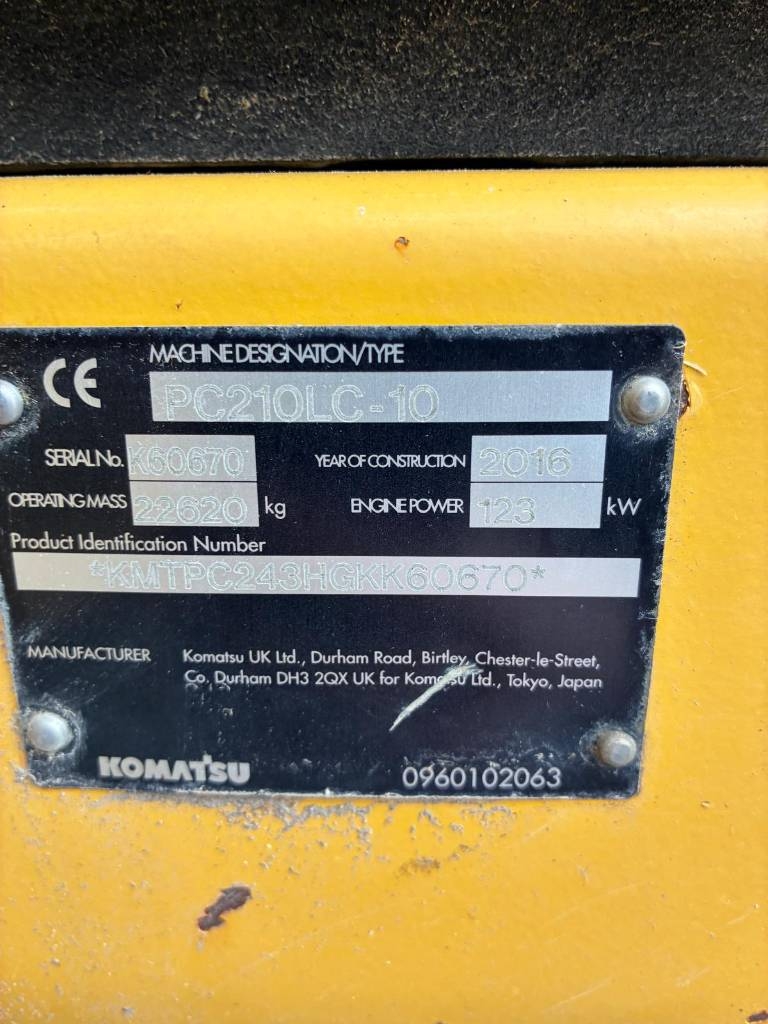 CE
MACHINE DESIGNATION/TYPE
PC210LC-10
SERIAL No. K60670 YEAR OF CONSTRUCTION 2016
OPERATING MASS 22620 kg ENGINE POWER 123 kW
Product Identification Number
*KMTPC243HGKK60670*
MANUFACTURER Komatsu UK Ltd., Durham Road, Birtley, Chester-le-Street,
Co. Durham DH3 2QX UK for Komatsu Ltd., Tokyo, Japan
KOMATSU 0960102063